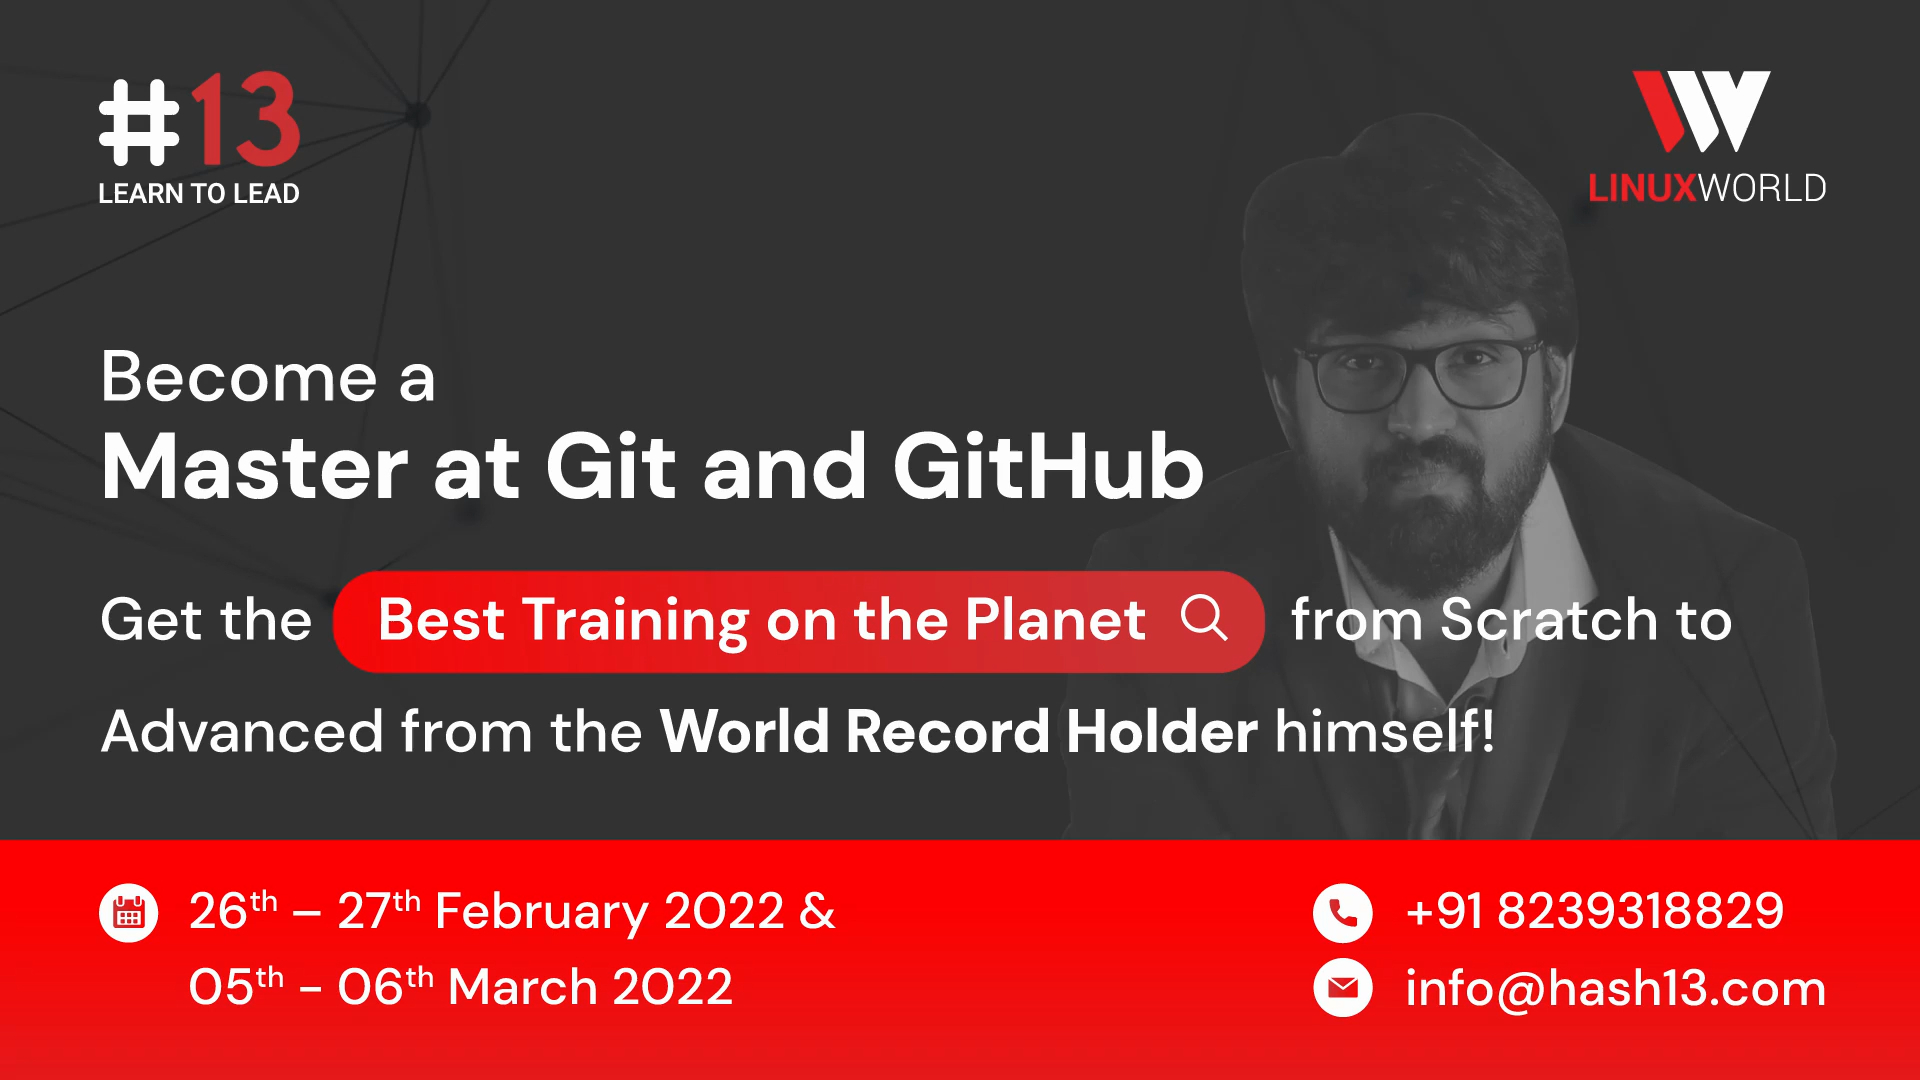 #13
LEARN TO LEAD
LINUXWORLD
Become a
Master at Git and GitHub
Get the Best Training on the Planet from Scratch to
Advanced from the World Record Holder himself!
26th – 27th February 2022 &
05th - 06th March 2022
+91 8239318829
info@hash13.com